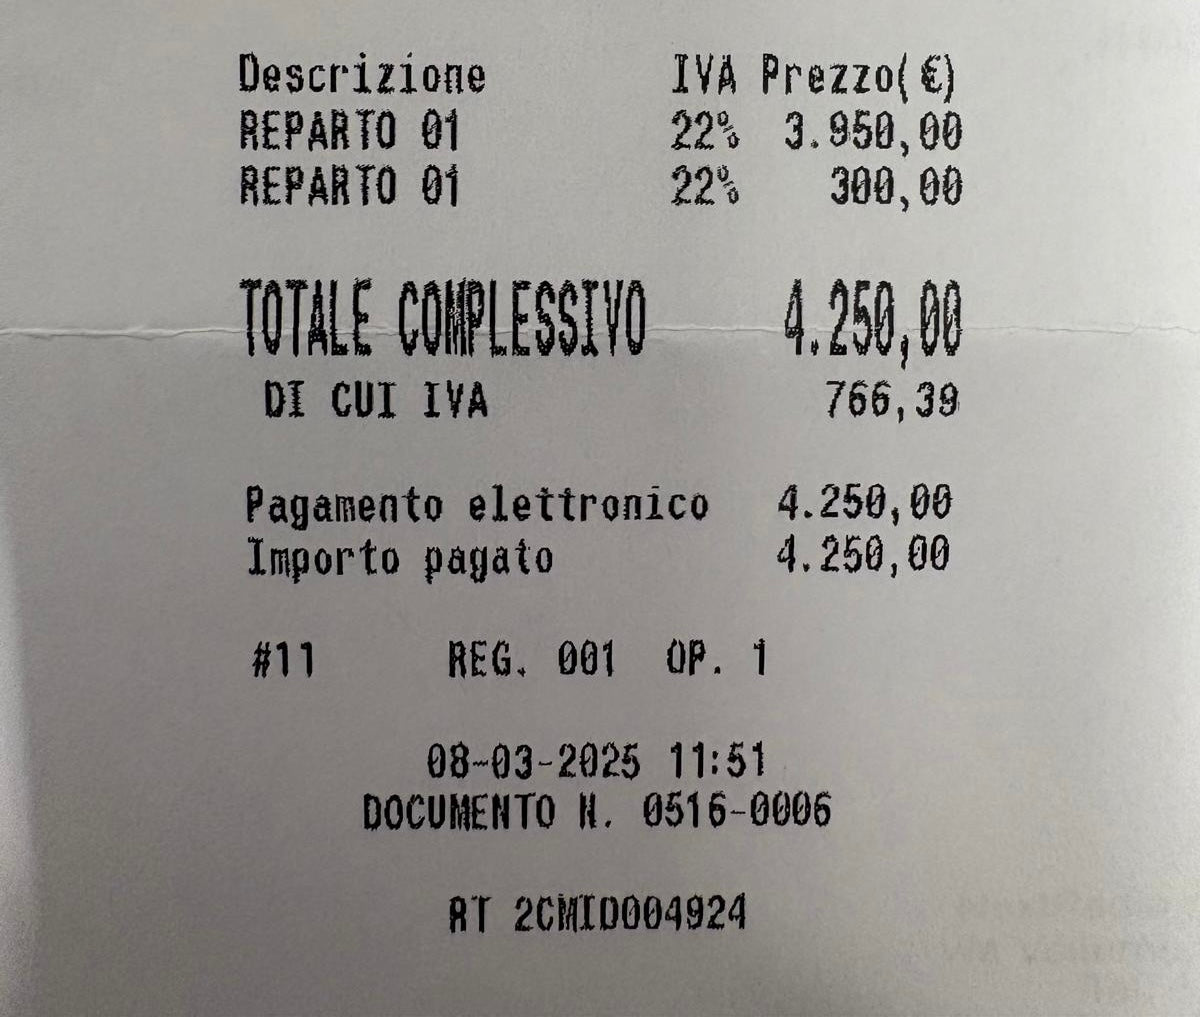 Descrizione IVA Prezzo(€)
REPARTO 01 22% 3.950,00
REPARTO 01 22% 300,00
TOTALE COMPLESSIVO 4.250,00
DI CUI IVA 766,39
Pagamento elettronico 4.250,00
Importo pagato 4.250,00
#11 REG. 001 OP. 1
08-03-2025 11:51
DOCUMENTO N. 0516-0006
RT 2CMID004924